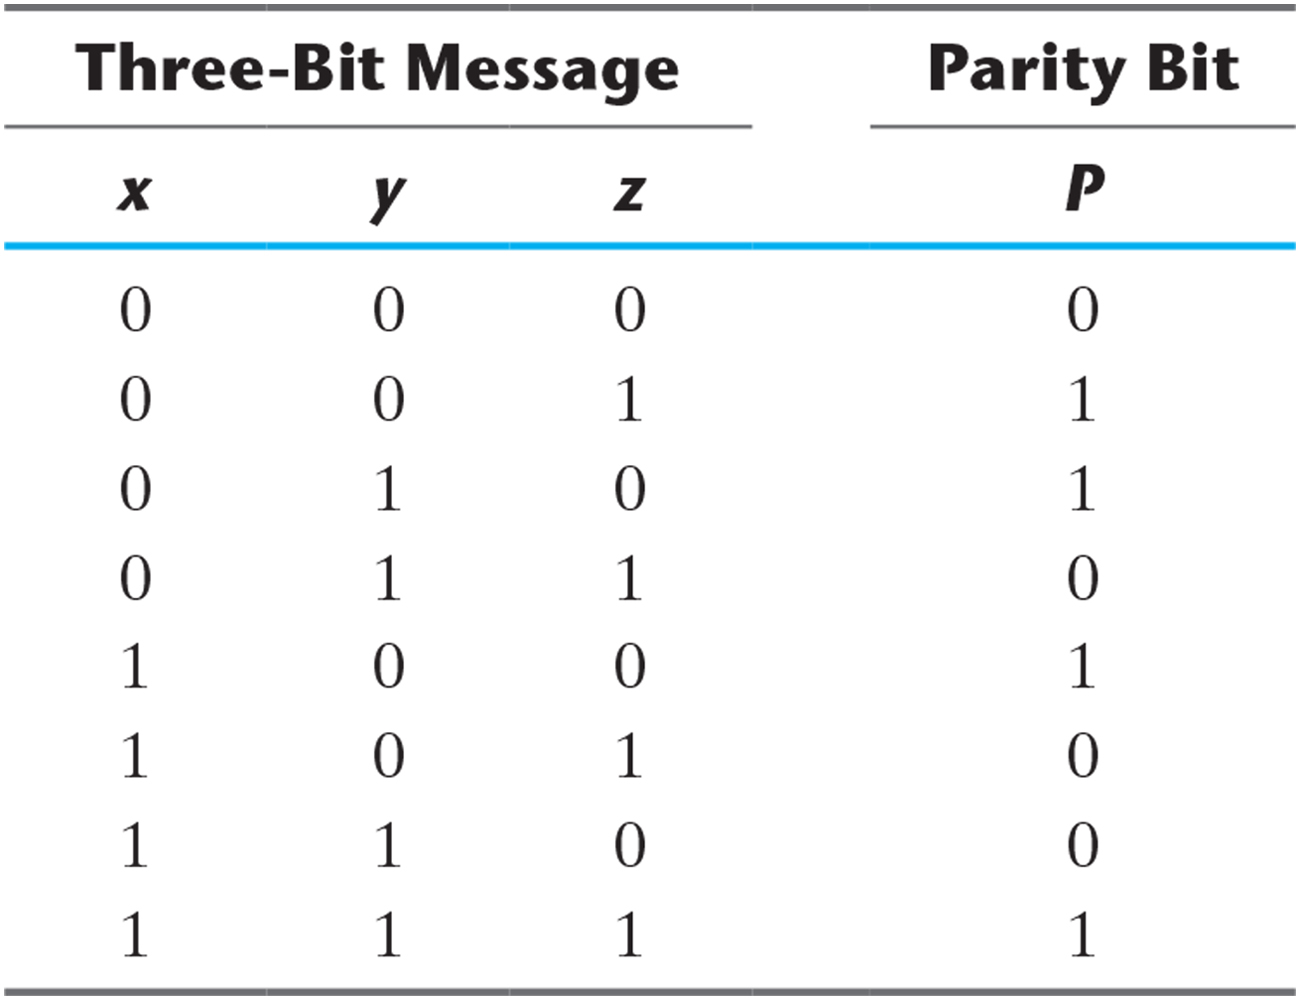 Three-Bit Message Parity Bit
x y z P
0 0 0 0
0 0 1 1
0 1 0 1
0 1 1 0
1 0 0 1
1 0 1 0
1 1 0 0
1 1 1 1